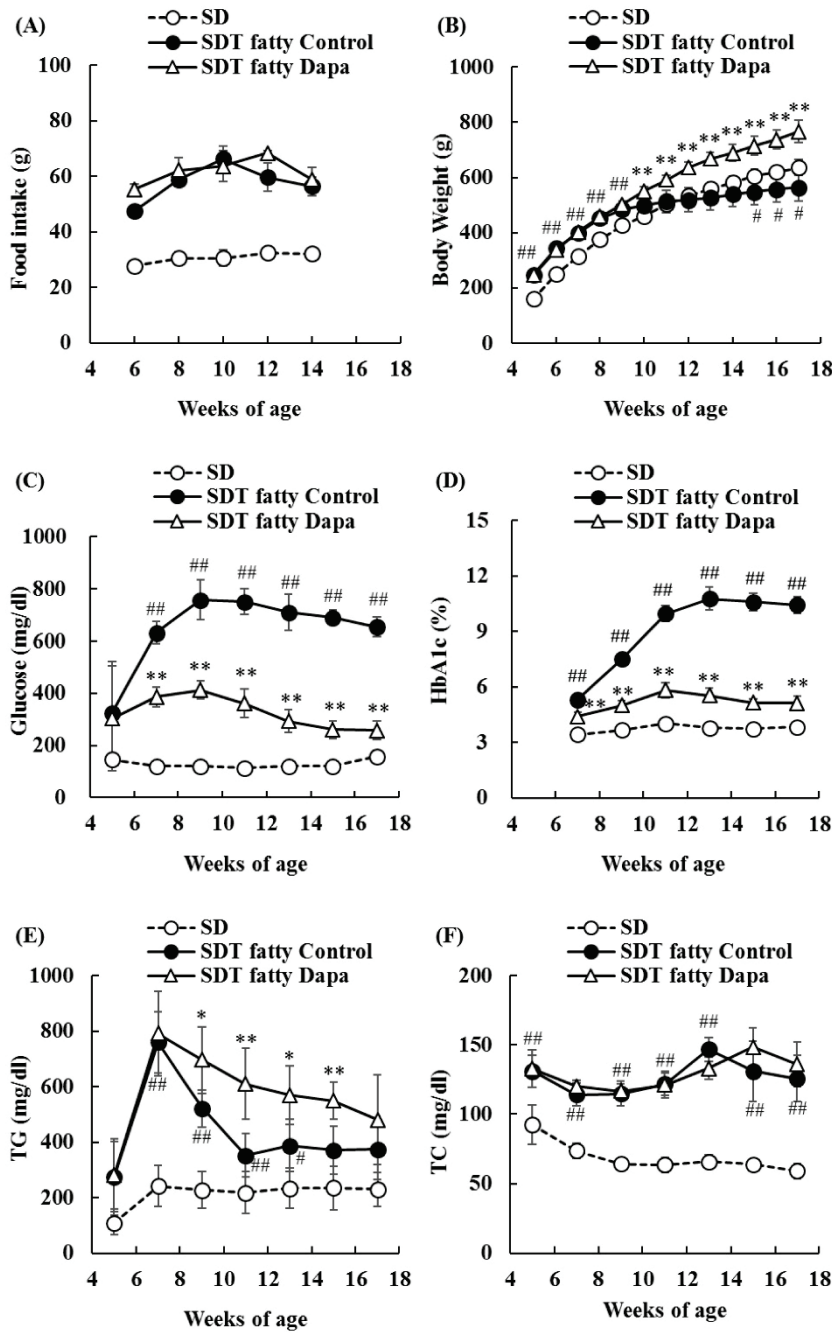 (A)
SD
SDT fatty Control
SDT fatty Dapa
100
80
60
40
20
0
Food intake (g)
4 6 8 10 12 14 16 18
Weeks of age
(B)
SD
SDT fatty Control
SDT fatty Dapa
1000
800
600
400
200
0
Body Weight (g)
** ** ** ** ** ** ** **
## ## ## ## ##
# # #
4 6 8 10 12 14 16 18
Weeks of age
(C)
SD
SDT fatty Control
SDT fatty Dapa
1000
800
600
400
200
0
Glucose (mg/dl)
## ## ## ## ## ##
** ** ** ** ** **
4 6 8 10 12 14 16 18
Weeks of age
(D)
SD
SDT fatty Control
SDT fatty Dapa
15
12
9
6
3
0
HbA1c (%)
## ## ## ## ## ##
** ** ** ** ** **
4 6 8 10 12 14 16 18
Weeks of age
(E)
SD
SDT fatty Control
SDT fatty Dapa
1000
800
600
400
200
0
TG (mg/dl)
* ** * **
## ## ## #
4 6 8 10 12 14 16 18
Weeks of age
(F)
SD
SDT fatty Control
SDT fatty Dapa
200
150
100
50
0
TC (mg/dl)
## ## ## ## ## ## ##
4 6 8 10 12 14 16 18
Weeks of age